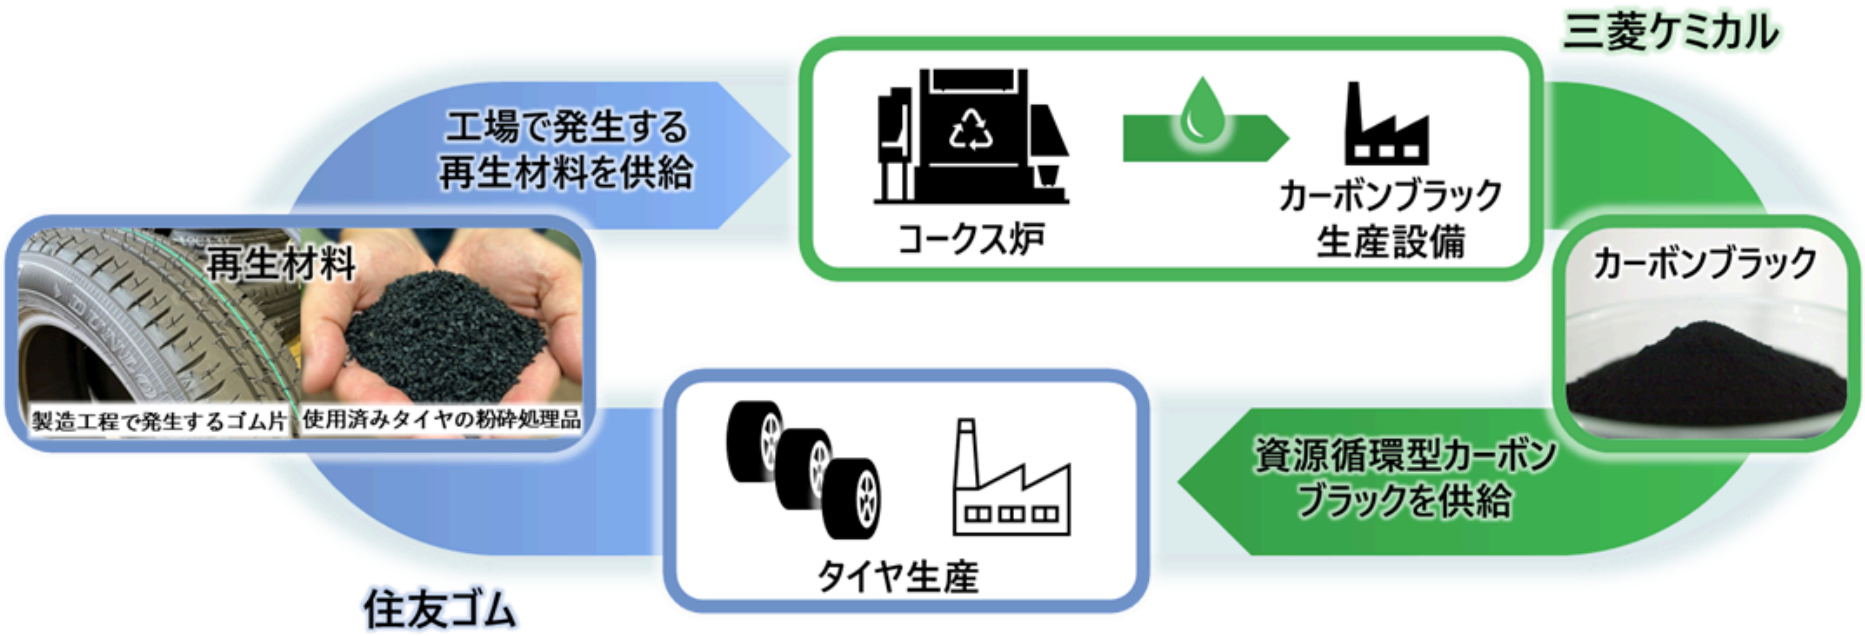 三菱ケミカル
工場で発生する
再生材料を供給
コークス炉
カーボンブラック
生産設備
カーボンブラック
再生材料
DUNLO
製造工程で発生するゴム片
使用済みタイヤの粉砕処理品
資源循環型カーボン
ブラックを供給
タイヤ生産
住友ゴム